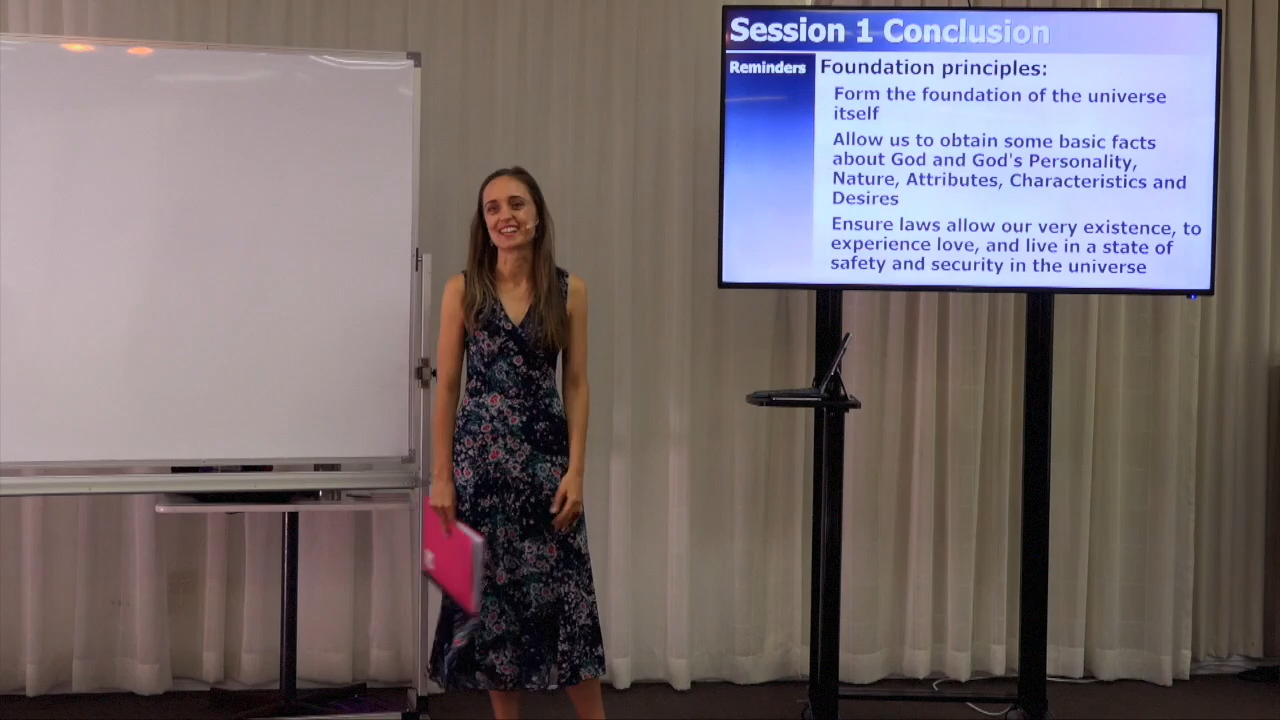 Session 1 Conclusion
Reminders
Foundation principles:
Form the foundation of the universe
itself
Allow us to obtain some basic facts
about God and God's Personality,
Nature, Attributes, Characteristics and
Desires
Ensure laws allow our very existence, to
experience love, and live in a state of
safety and security in the universe